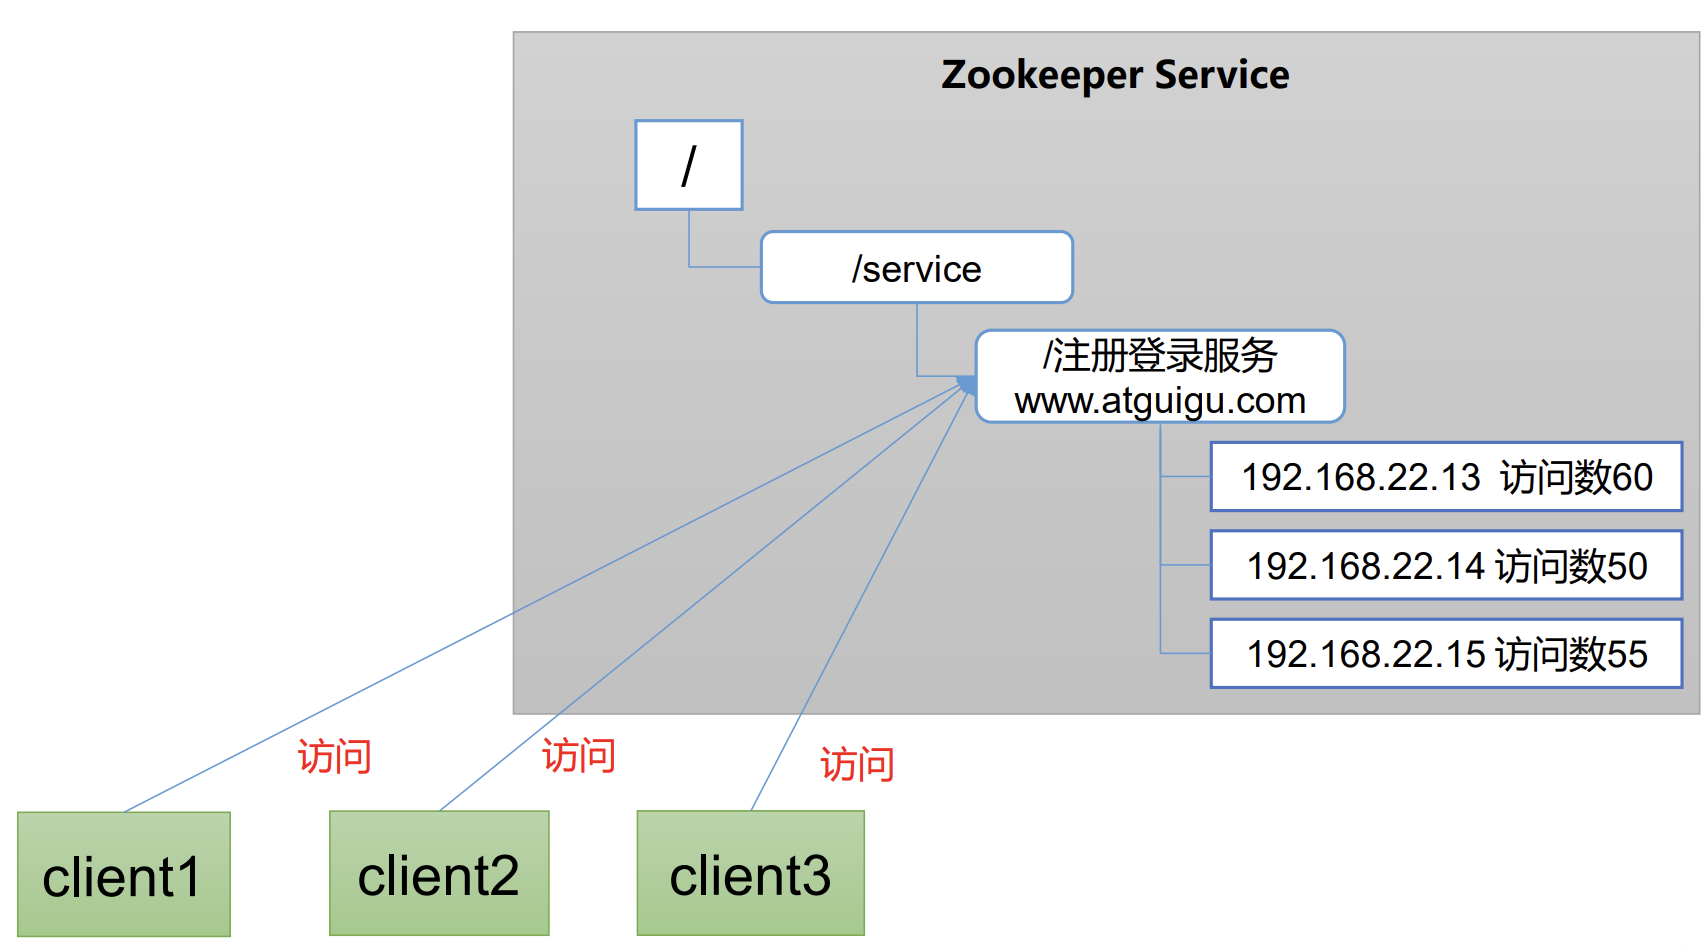 Zookeeper Service
/
/service
/注册登录服务
www.atguigu.com
192.168.22.13 访问数60
192.168.22.14 访问数50
192.168.22.15 访问数55
访问
访问
访问
client1
client2
client3